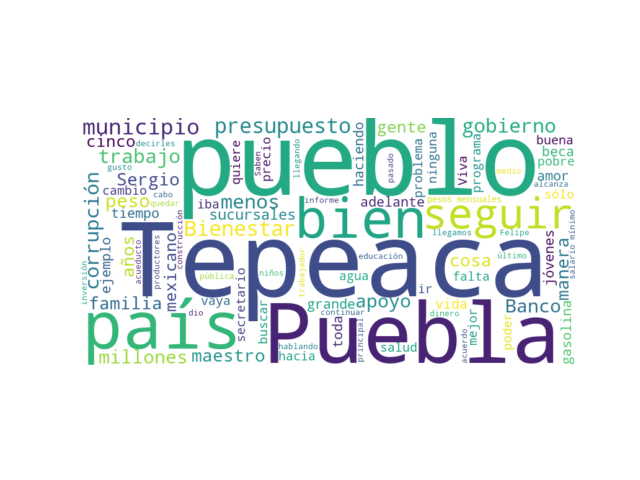 municipio presupuesto pueblo gente gobierno
cinco decirles trabajo gusto quiere Saben precio llegando haciendo pasado problema ninguna Viva programa buena beca pobre
Sergio cambio cabo peso quedar tiempo iba menos informe sucursales bien adelante pesos mensuales seguir amor alcanza sólo
corrupción ejemplo años acueducto productores mexicano construcción Bienestar medio
Tepeaca llegamos Felipe último jóvenes manera salario mínimo
inversión familia vaya pública niños trabajador agua educación ir cosa falta
país dio secretario buscar grande continuar apoyo vida Banco
Puebla toda principal dinero mejor poder gasolina
millones maestro hacia hablando salud acuerdo